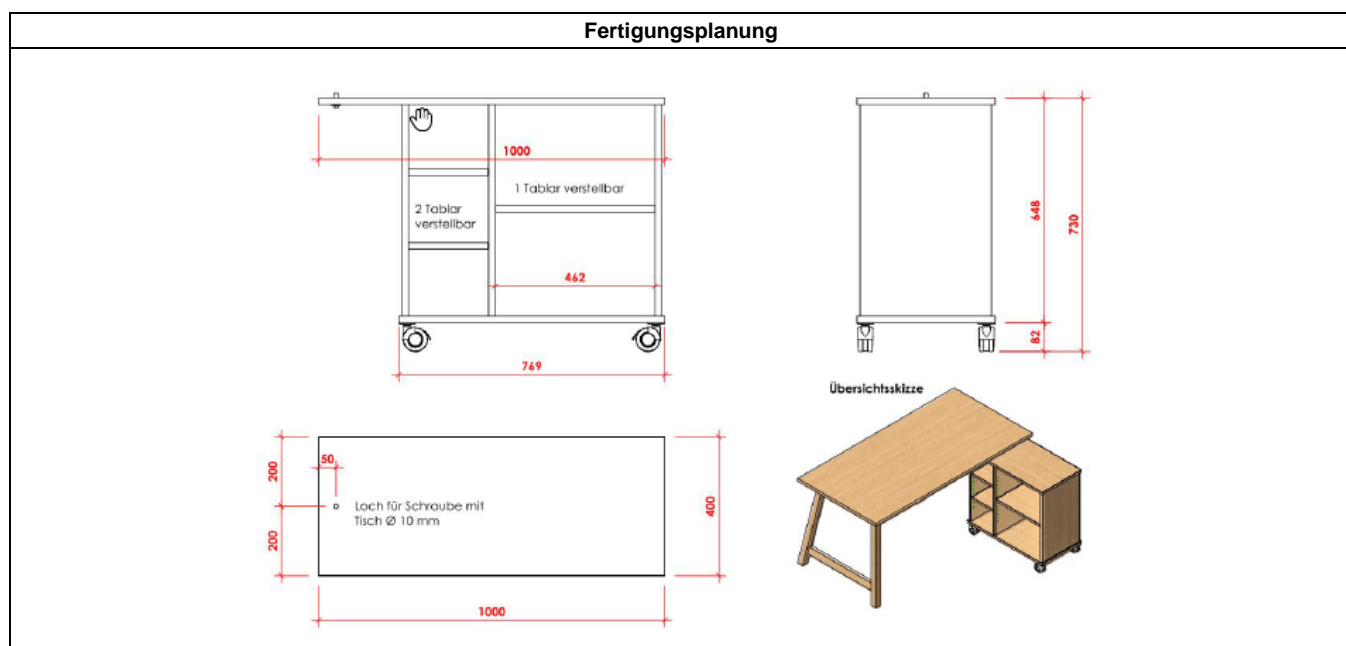 Fertigungsplanung
1000
1 Tablar verstellbar
2 Tablar
verstellbar
462
769
648
730
82
Übersichtsskizze
50
200
200
Loch für Schraube mit
Tisch Ø 10 mm
400
1000